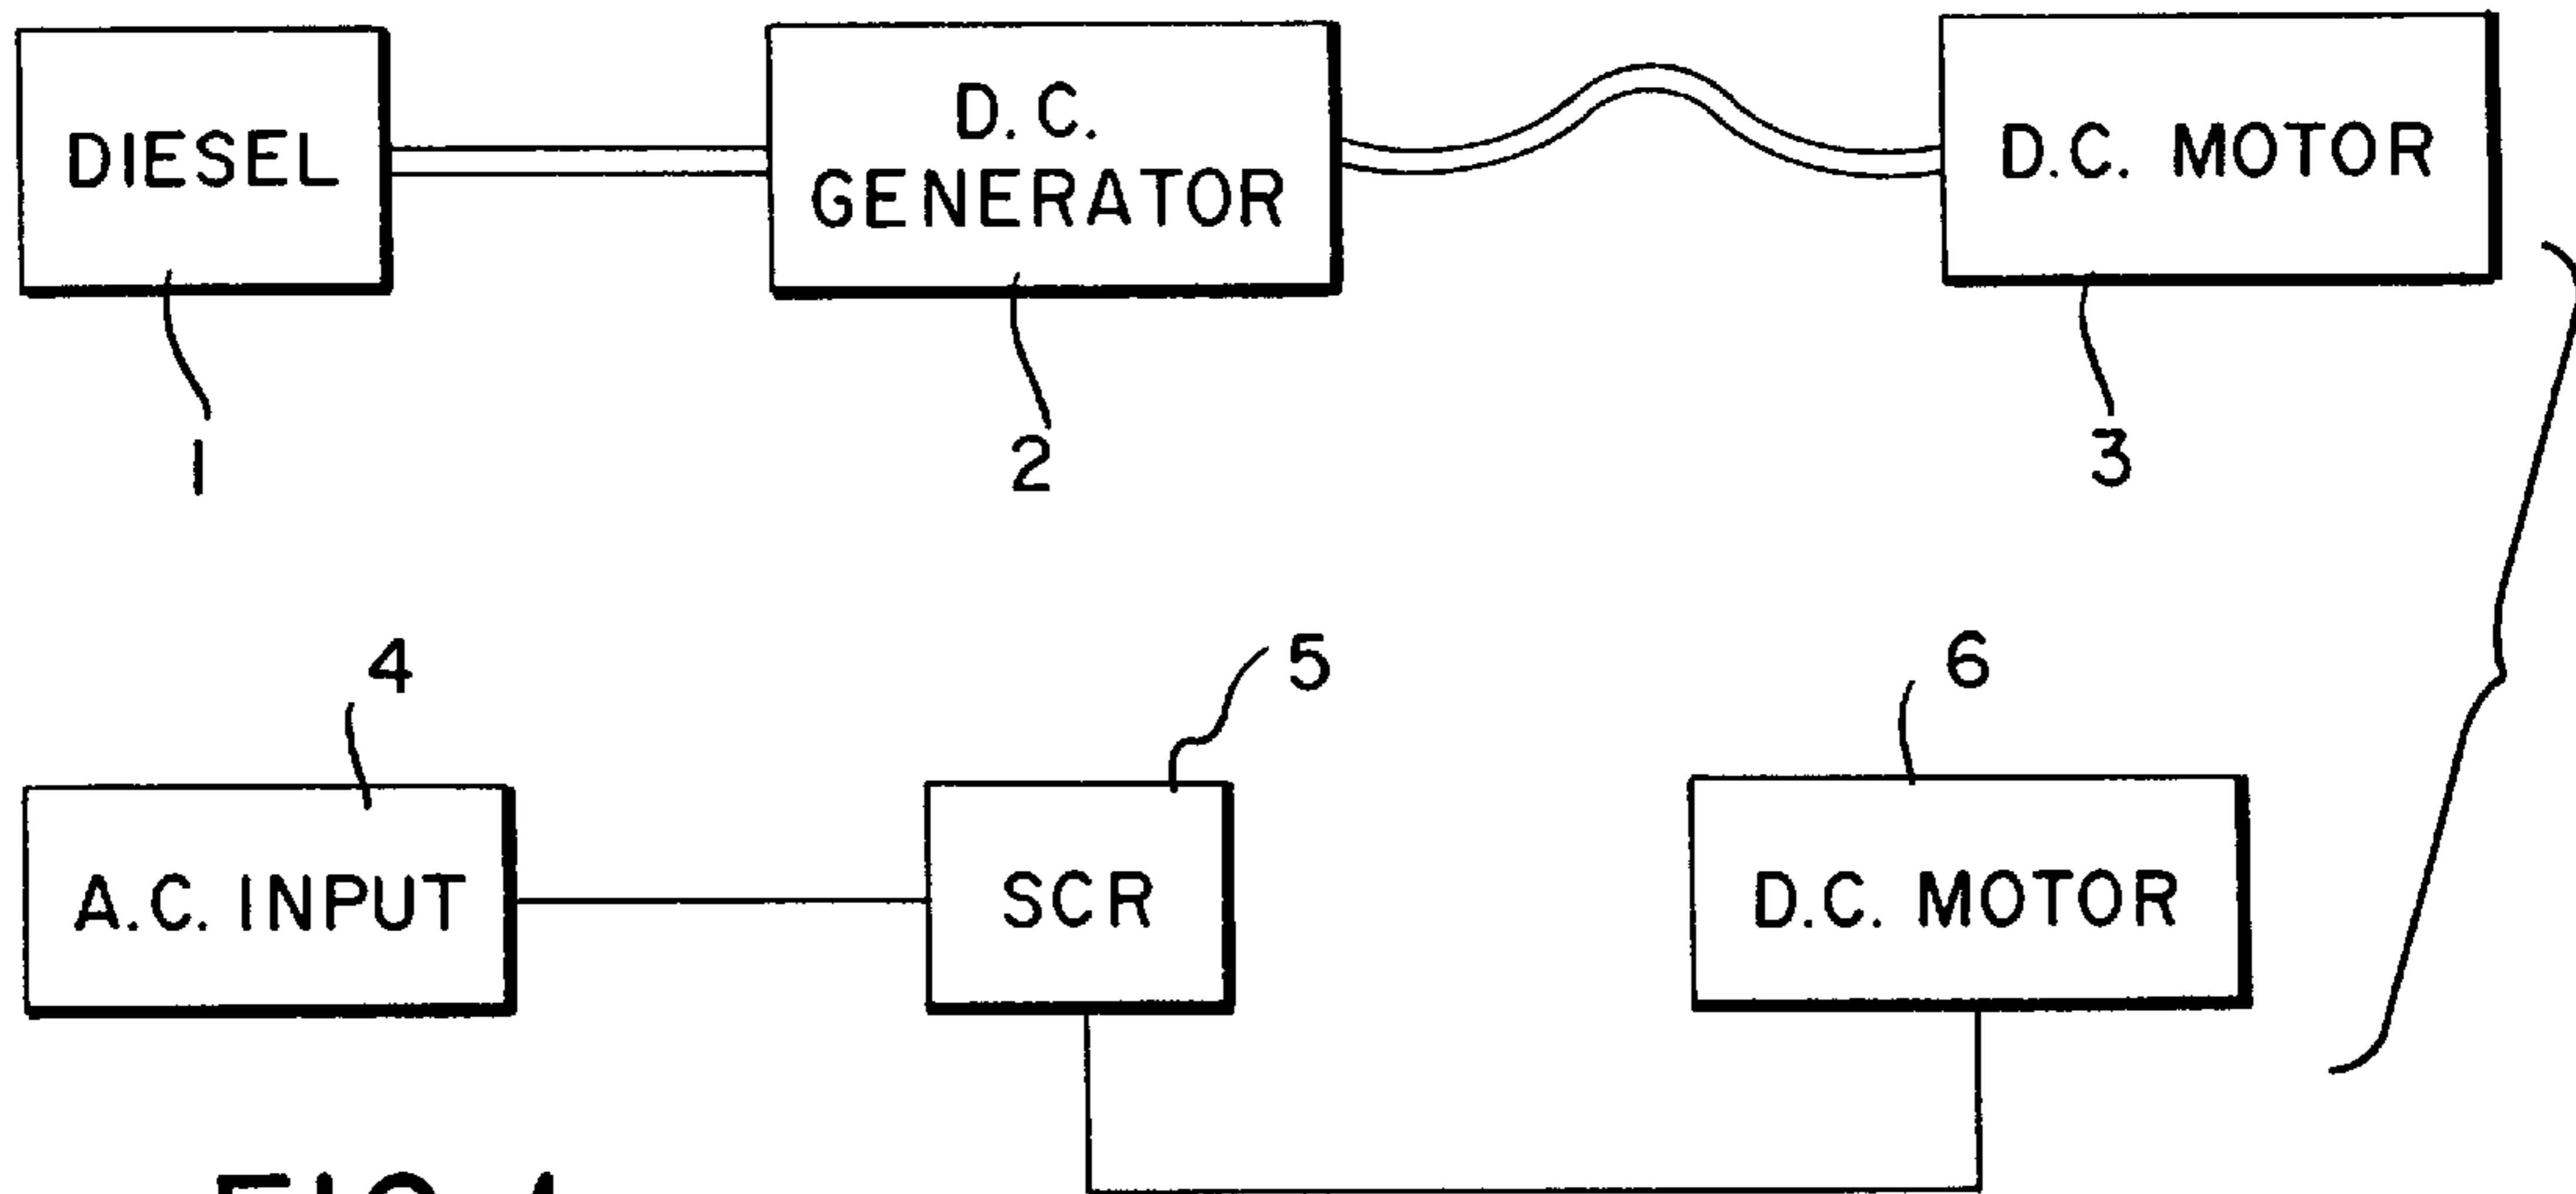 DIESEL
D. C.
GENERATOR
D.C. MOTOR
1
2
3
4
5
6
A.C. INPUT
SCR
D.C. MOTOR